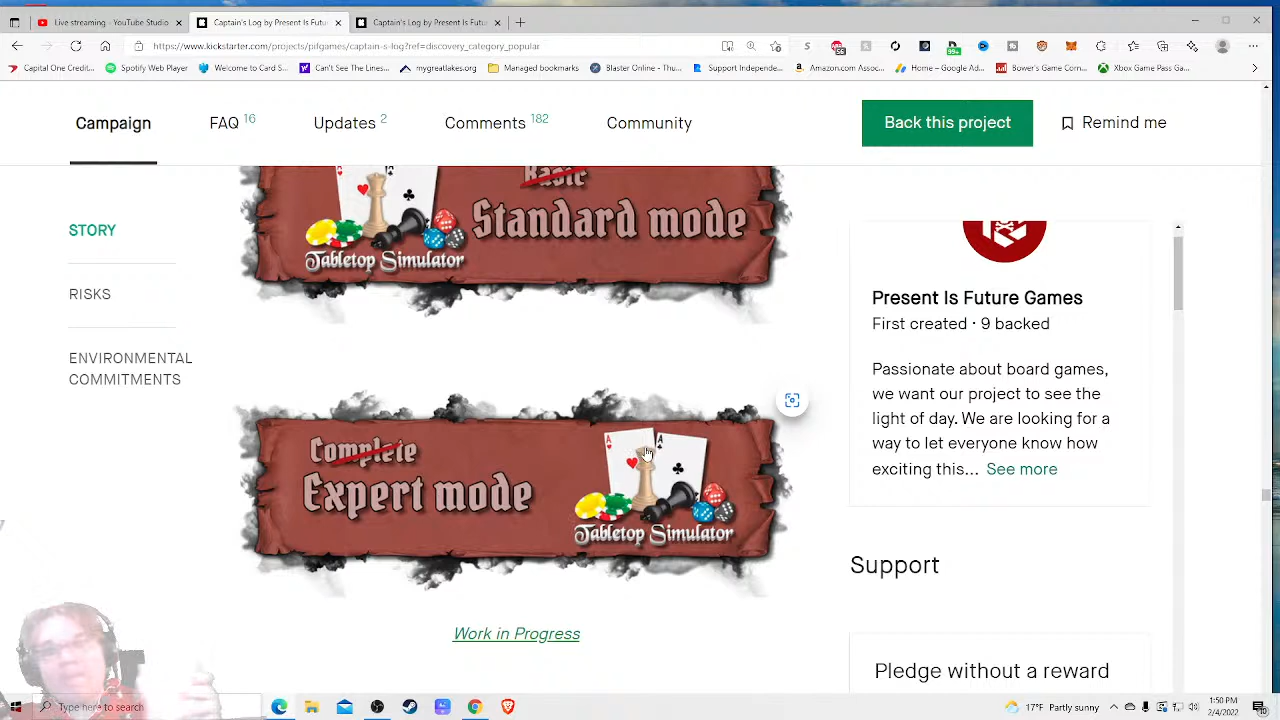 Live streaming - YouTube Studio
Captain's Log by Present Is Futu
Captain's Log by Present Is Futu
https://www.kickstarter.com/projects/pifgames/captain-s-log?ref=discovery_category_popular
99+
Capital One Credit...
Spotify Web Player
Welcome to Cand S...
Can't See The Lines...
mygreatlakes.org
Managed bookmarks
Blaster Online - Thu...
Support Independe...
Amazon.com Assoc...
Home - Google Ad...
Boxee's Game Corn...
Xbox Game Pass Ga...
Campaign
FAQ 16
Updates 2
Comments 182
Community
Back this project
Remind me
STORY
RISKS
ENVIRONMENTAL
COMMITMENTS
Basic
Standard mode
Tabletop Simulator
Complete
Expert mode
Tabletop Simulator
Work in Progress
Present Is Future Games
First created · 9 backed
Passionate about board games,
we want our project to see the
light of day. We are looking for a
way to let everyone know how
exciting this... See more
Support
Pledge without a reward
Type here to search
17°F Partly sunny
1:50 PM
2/4/2022